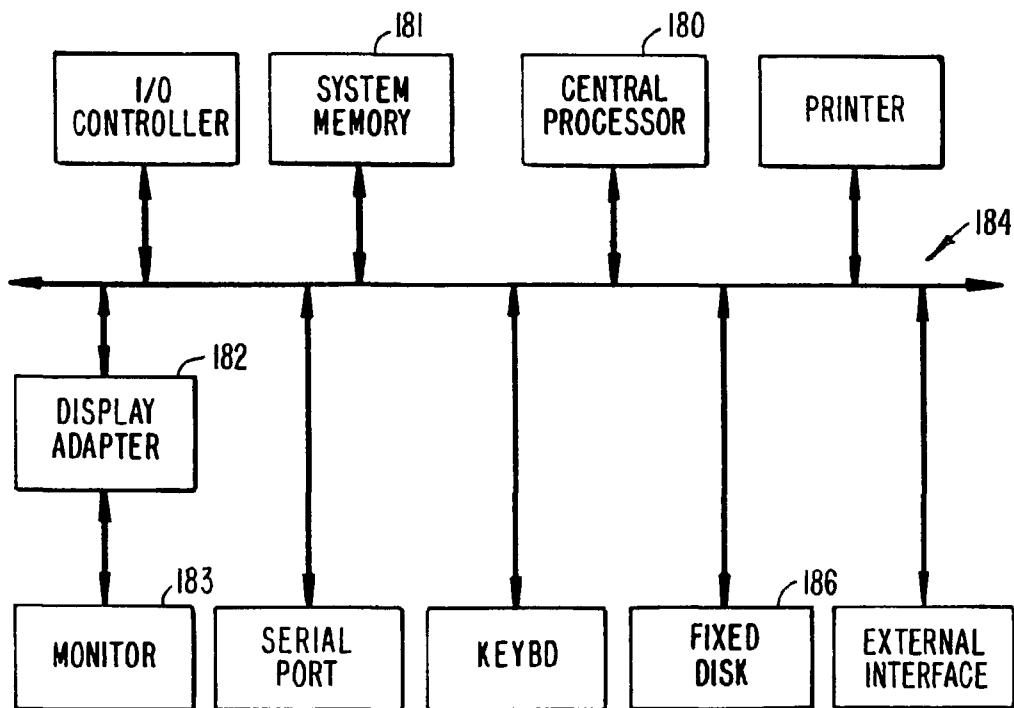 181
180
I/O
CONTROLLER
SYSTEM
MEMORY
CENTRAL
PROCESSOR
PRINTER
184
182
DISPLAY
ADAPTER
183
186
MONITOR
SERIAL
PORT
KEYBD
FIXED
DISK
EXTERNAL
INTERFACE